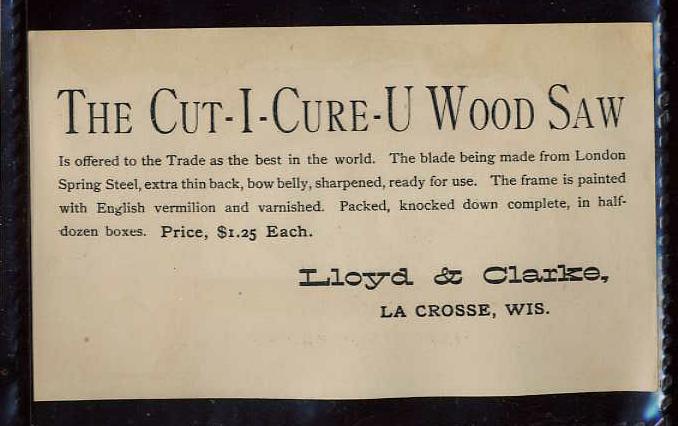 THE CUT-I-CURE-U WOOD SAW
Is offered to the Trade as the best in the world. The blade being made from London
Spring Steel, extra thin back, bow belly, sharpened, ready for use. The frame is painted
with English vermilion and varnished. Packed, knocked down complete, in half-
dozen boxes. Price, $1.25 Each.
Lloyd & Clarke,
LA CROSSE, WIS.